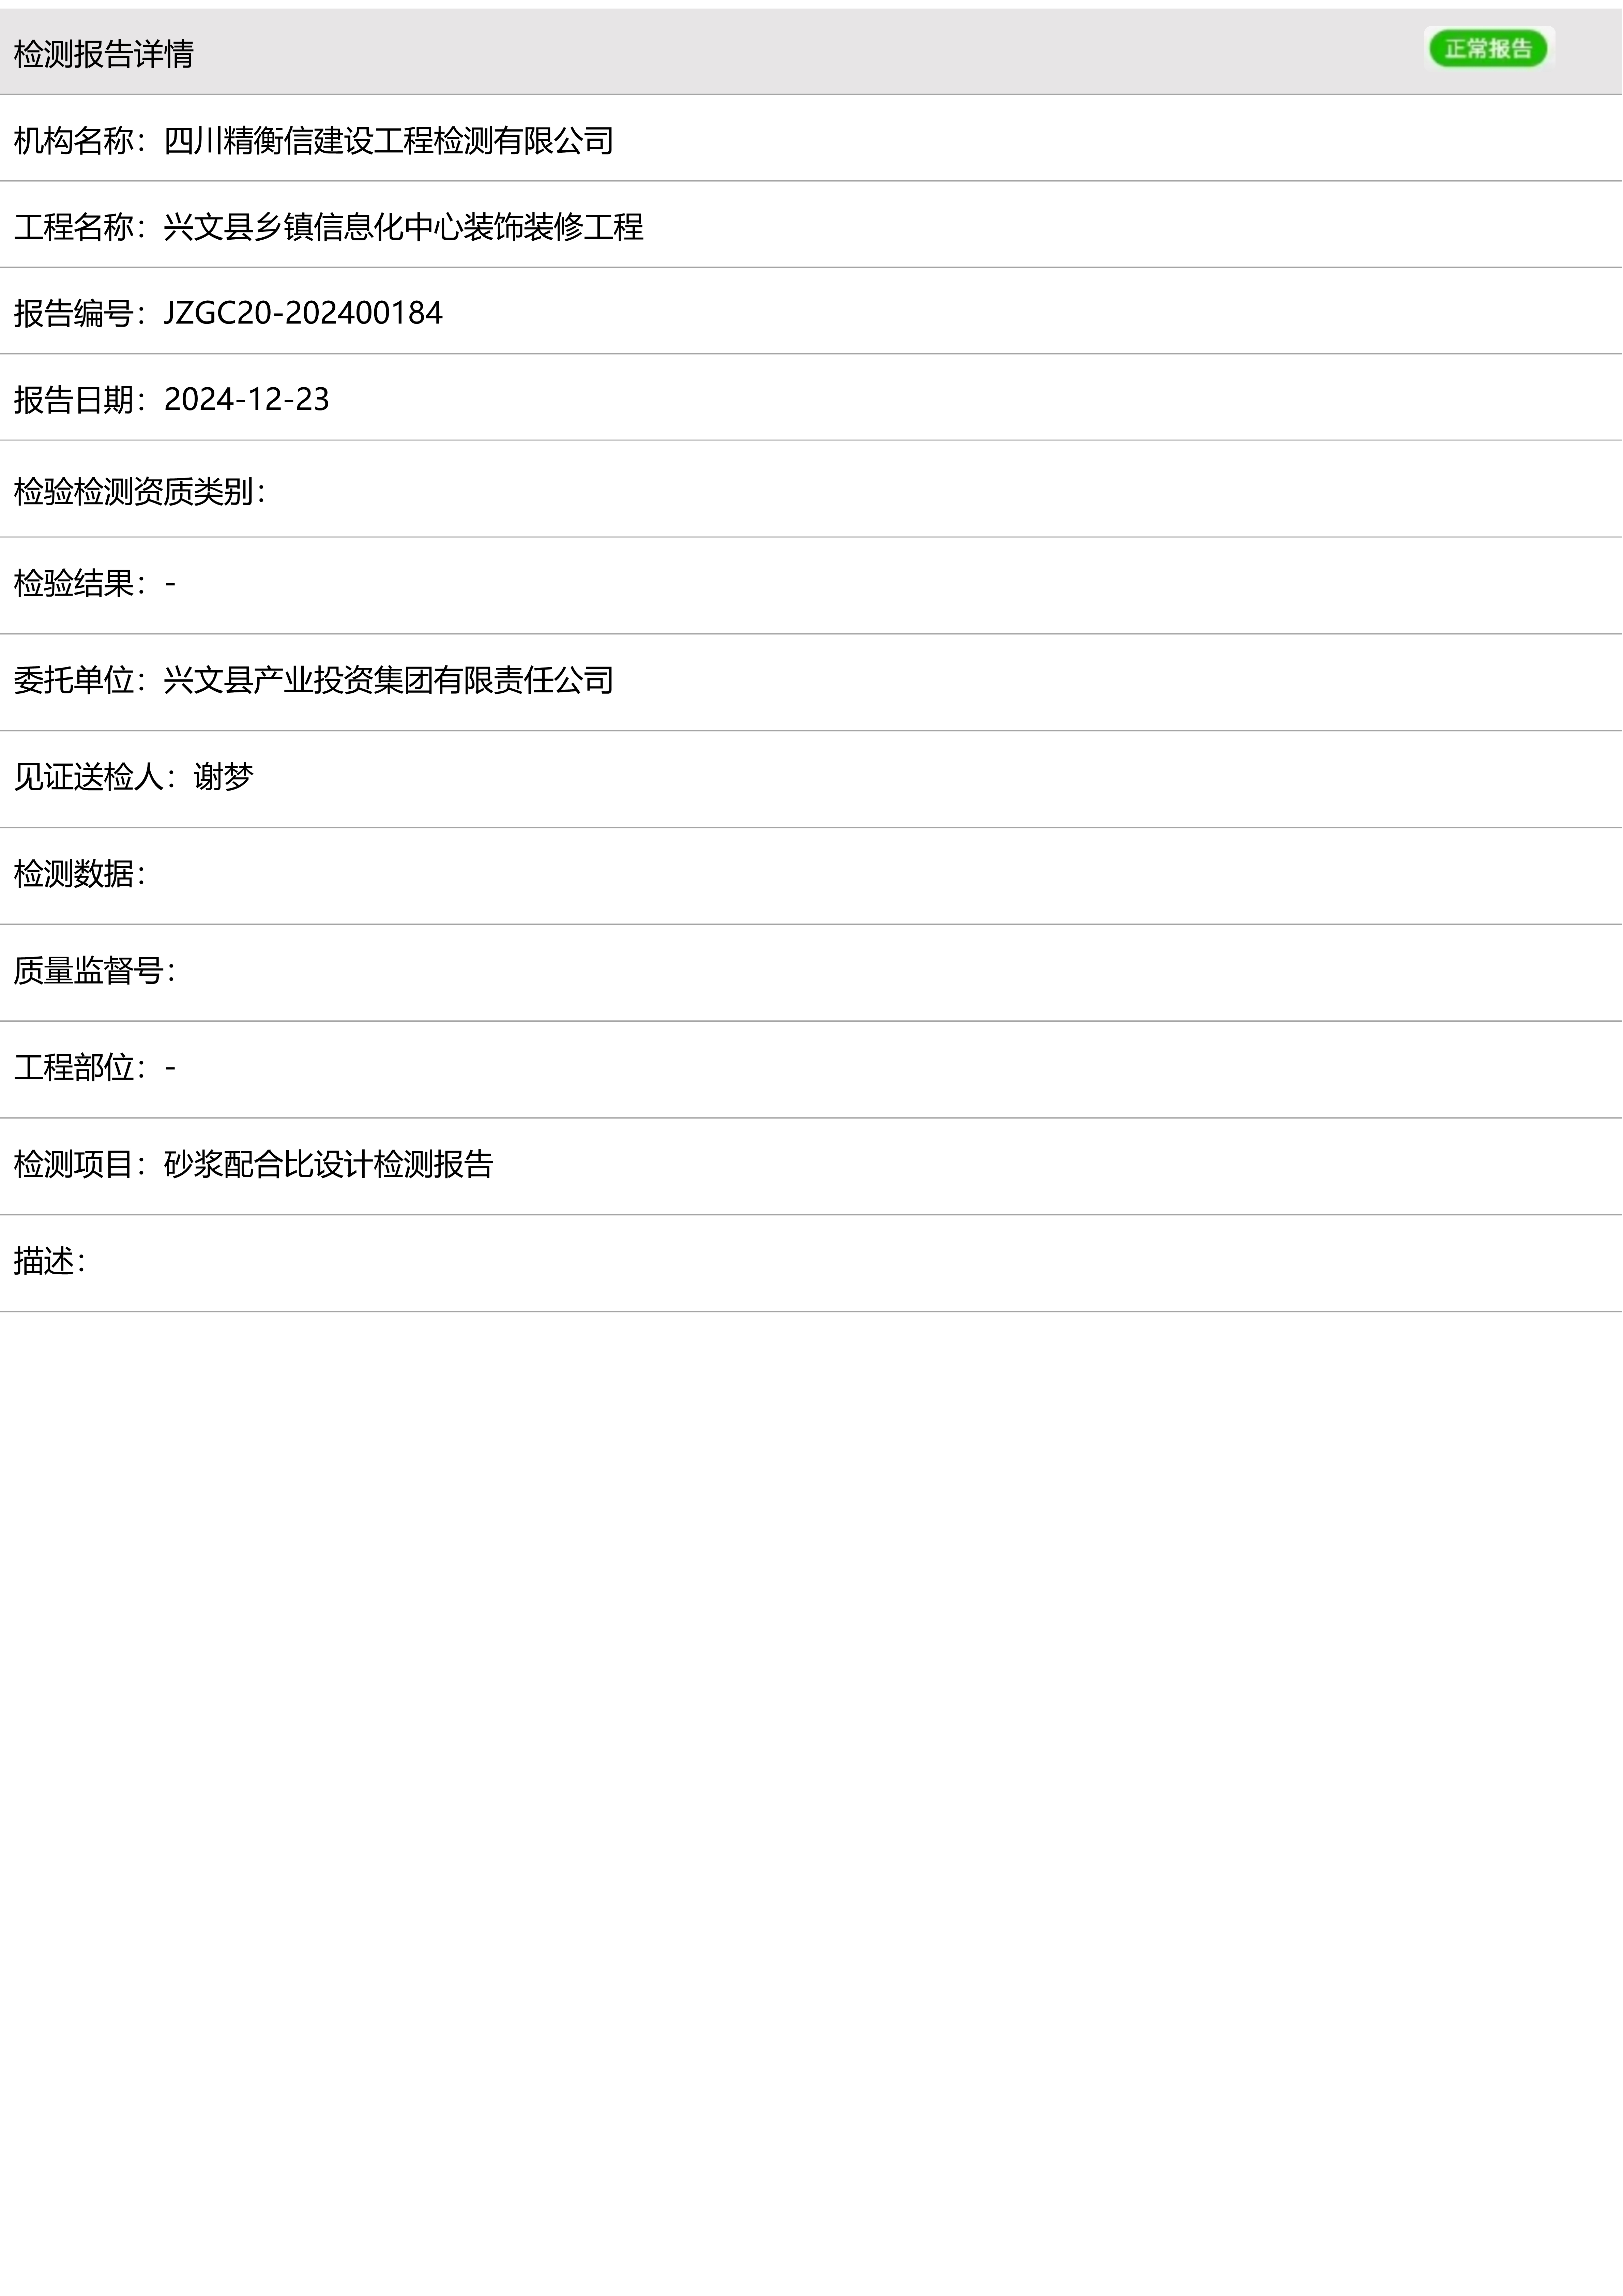 检测报告详情 正常报告
机构名称：四川精衡信建设工程检测有限公司
工程名称：兴文县乡镇信息化中心装饰装修工程
报告编号：JZGC20-202400184
报告日期：2024-12-23
检验检测资质类别：
检验结果：-
委托单位：兴文县产业投资集团有限责任公司
见证送检人：谢梦
检测数据：
质量监督号：
工程部位：-
检测项目：砂浆配合比设计检测报告
描述：